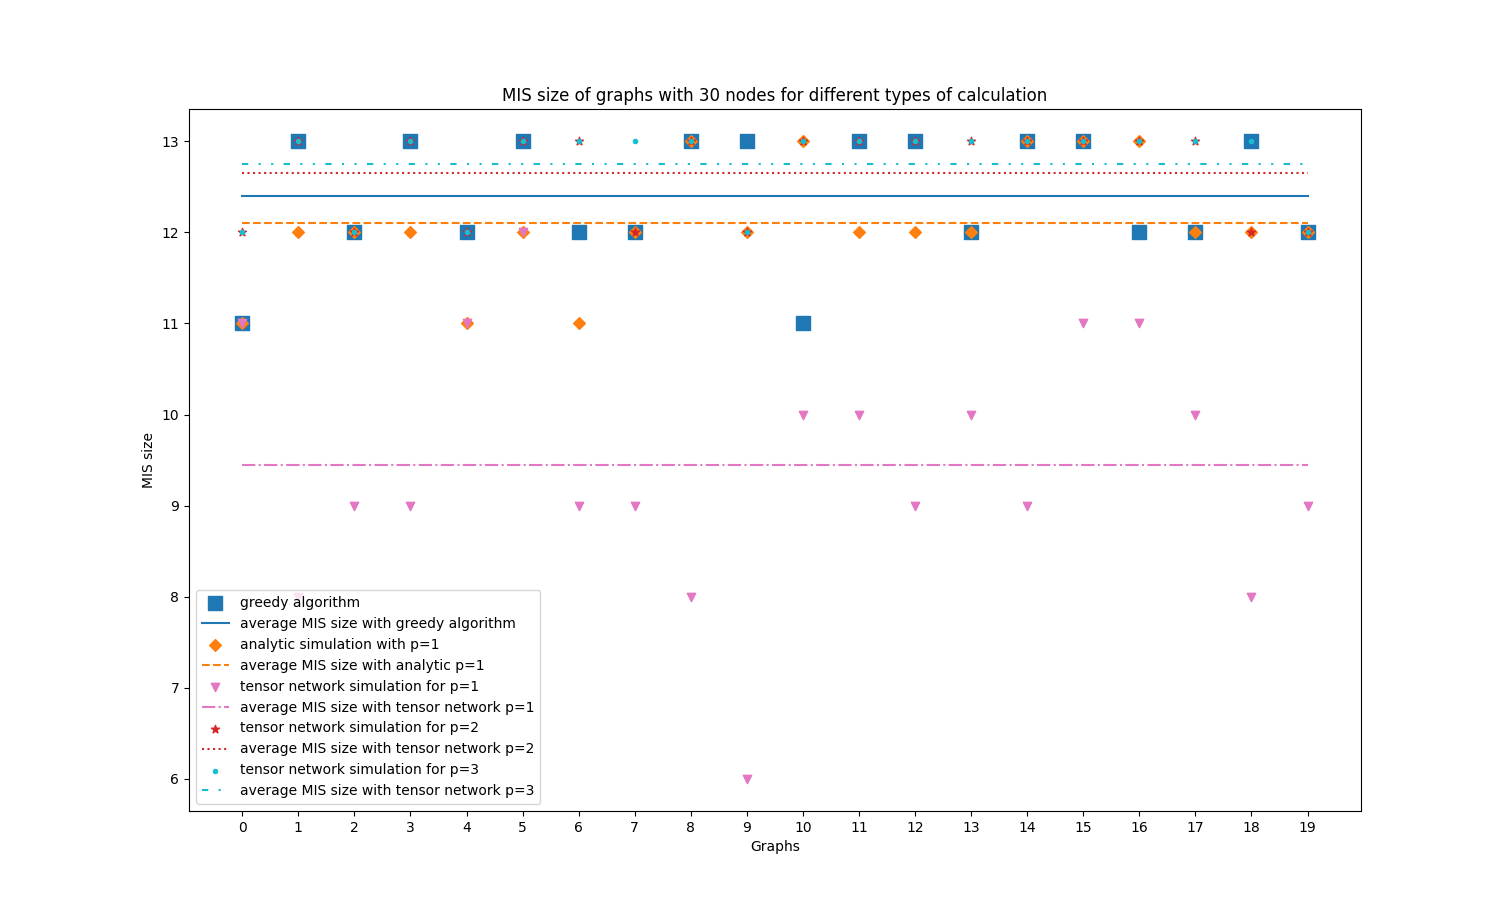 MIS size of graphs with 30 nodes for different types of calculation
13
12
11
10
9
8
7
6
MIS size
greedy algorithm
average MIS size with greedy algorithm
analytic simulation with p=1
average MIS size with analytic p=1
tensor network simulation for p=1
average MIS size with tensor network p=1
tensor network simulation for p=2
average MIS size with tensor network p=2
tensor network simulation for p=3
average MIS size with tensor network p=3
0 1 2 3 4 5 6 7 8 9 10 11 12 13 14 15 16 17 18 19
Graphs